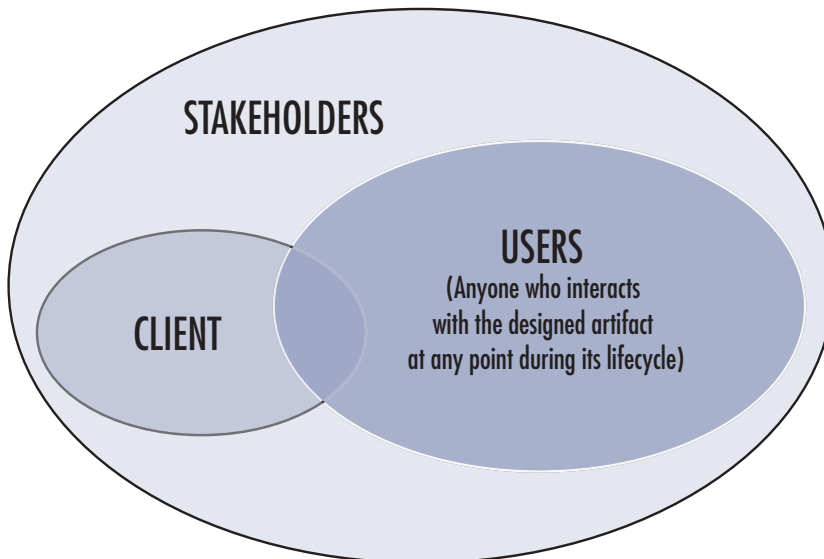 STAKEHOLDERS
CLIENT
USERS
(Anyone who interacts
with the designed artifact
at any point during its lifecycle)